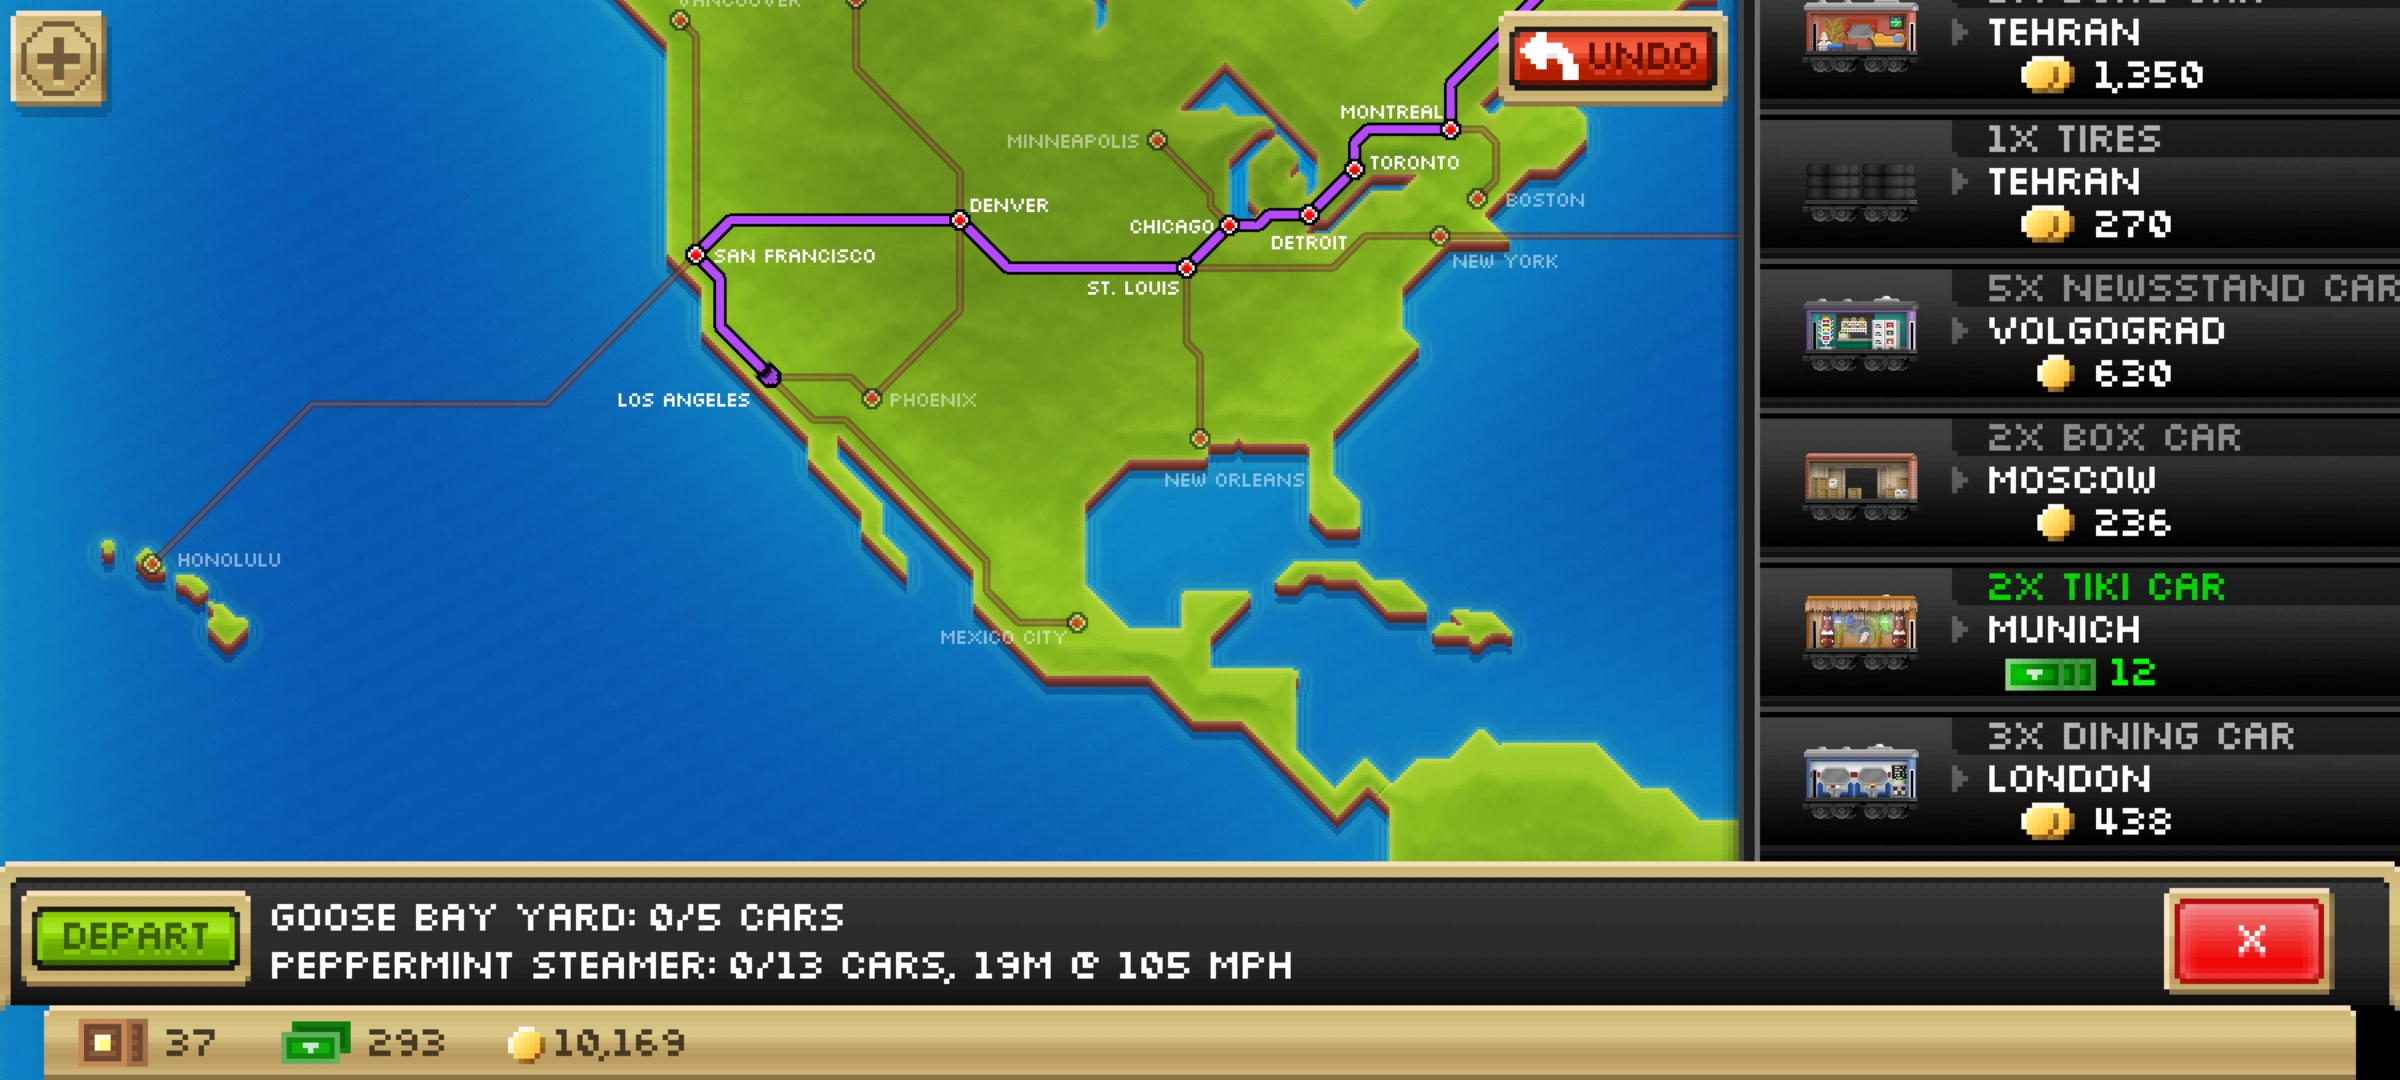 VANCOUVER
UNDO
MONTREAL
MINNEAPOLIS
TORONTO
BOSTON
DENVER
CHICAGO
DETROIT
SAN FRANCISCO
NEW YORK
ST. LOUIS
LOS ANGELES
PHOENIX
NEW ORLEANS
HONOLULU
MEXICO CITY
TEHRAN
1,350
1X TIRES
TEHRAN
270
5X NEWSSTAND CAR
VOLGOGRAD
630
2X BOX CAR
MOSCOW
236
2X TIKI CAR
MUNICH
12
3X DINING CAR
LONDON
438
DEPART
GOOSE BAY YARD: 0/5 CARS
PEPPERMINT STEAMER: 0/13 CARS, 19M @ 105 MPH
X
37
293
10,169